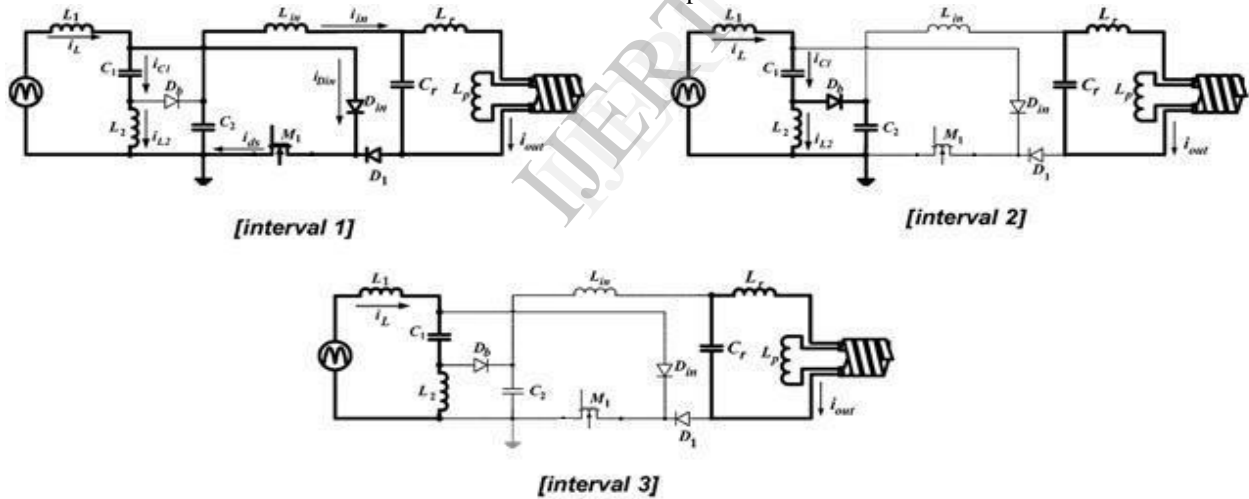 L1
iL
C1
iC1
Db
L2
iL2
C2
Lin
iin
iDin
Din
ids
M1
D1
Cr
Lr
Lp
iout
[interval 1]
L1
iL
C1
iC1
Db
L2
iL2
C2
Lin
Din
M1
D1
Cr
Lr
Lp
iout
[interval 2]
IJERT
L1
iL
C1
Db
L2
C2
Lin
Din
M1
D1
Cr
Lr
Lp
iout
[interval 3]